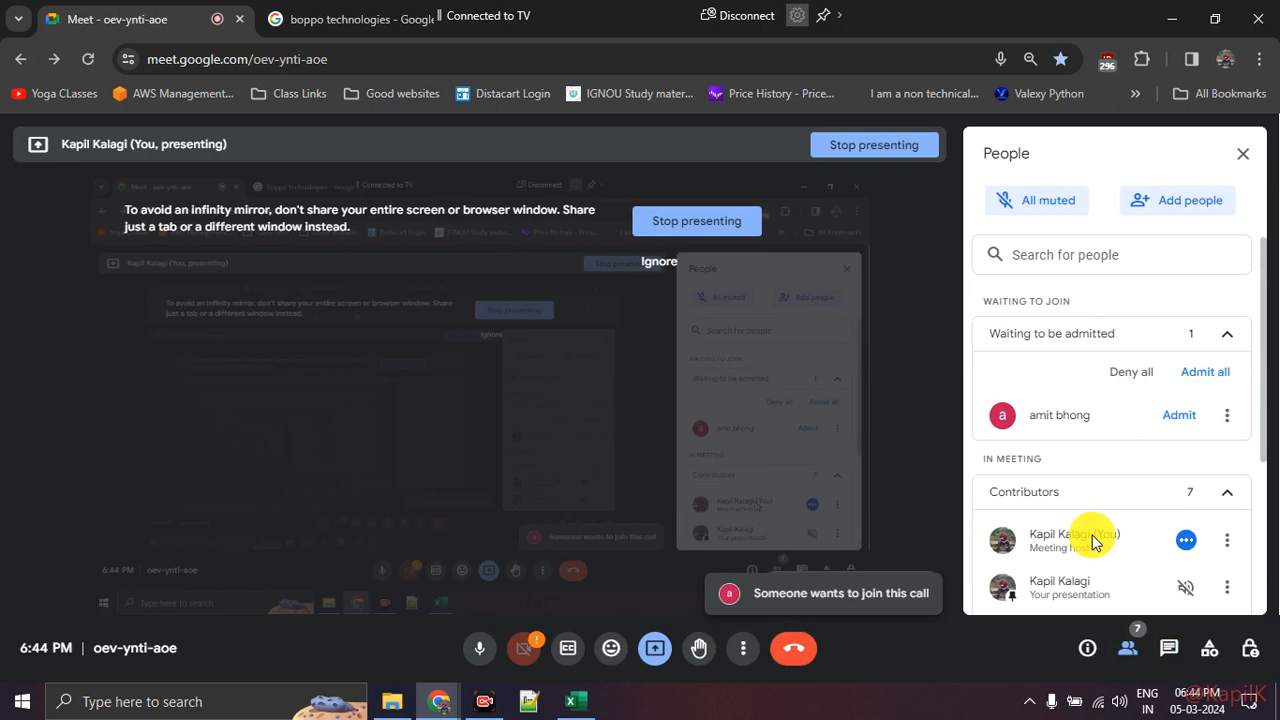 Meet - oev-ynti-aoe
boppo technologies - Google
Connected to TV
Disconnect
meet.google.com/oev-ynti-aoe
296
Yoga CLasses
AWS Management...
Class Links
Good websites
Distacart Login
IGNOU Study mater...
Price History - Price...
I am a non technical...
Valexy Python
All Bookmarks
Kapil Kalagi (You, presenting)
Stop presenting
To avoid an infinity mirror, don't share your entire screen or browser window. Share
just a tab or a different window instead.
Stop presenting
Ignore
People
All muted
Add people
Search for people
WAITING TO JOIN
Waiting to be admitted 1
Deny all
Admit all
a
amit bhong
Admit
IN MEETING
Contributors 7
Kapil Kalagi (You)
Meeting host
Kapil Kalagi
Your presentation
a
Someone wants to join this call
6:44 PM
oev-ynti-aoe
7
Type here to search
ENG
IN
06:44 PM
05-03-2024
@KapilK